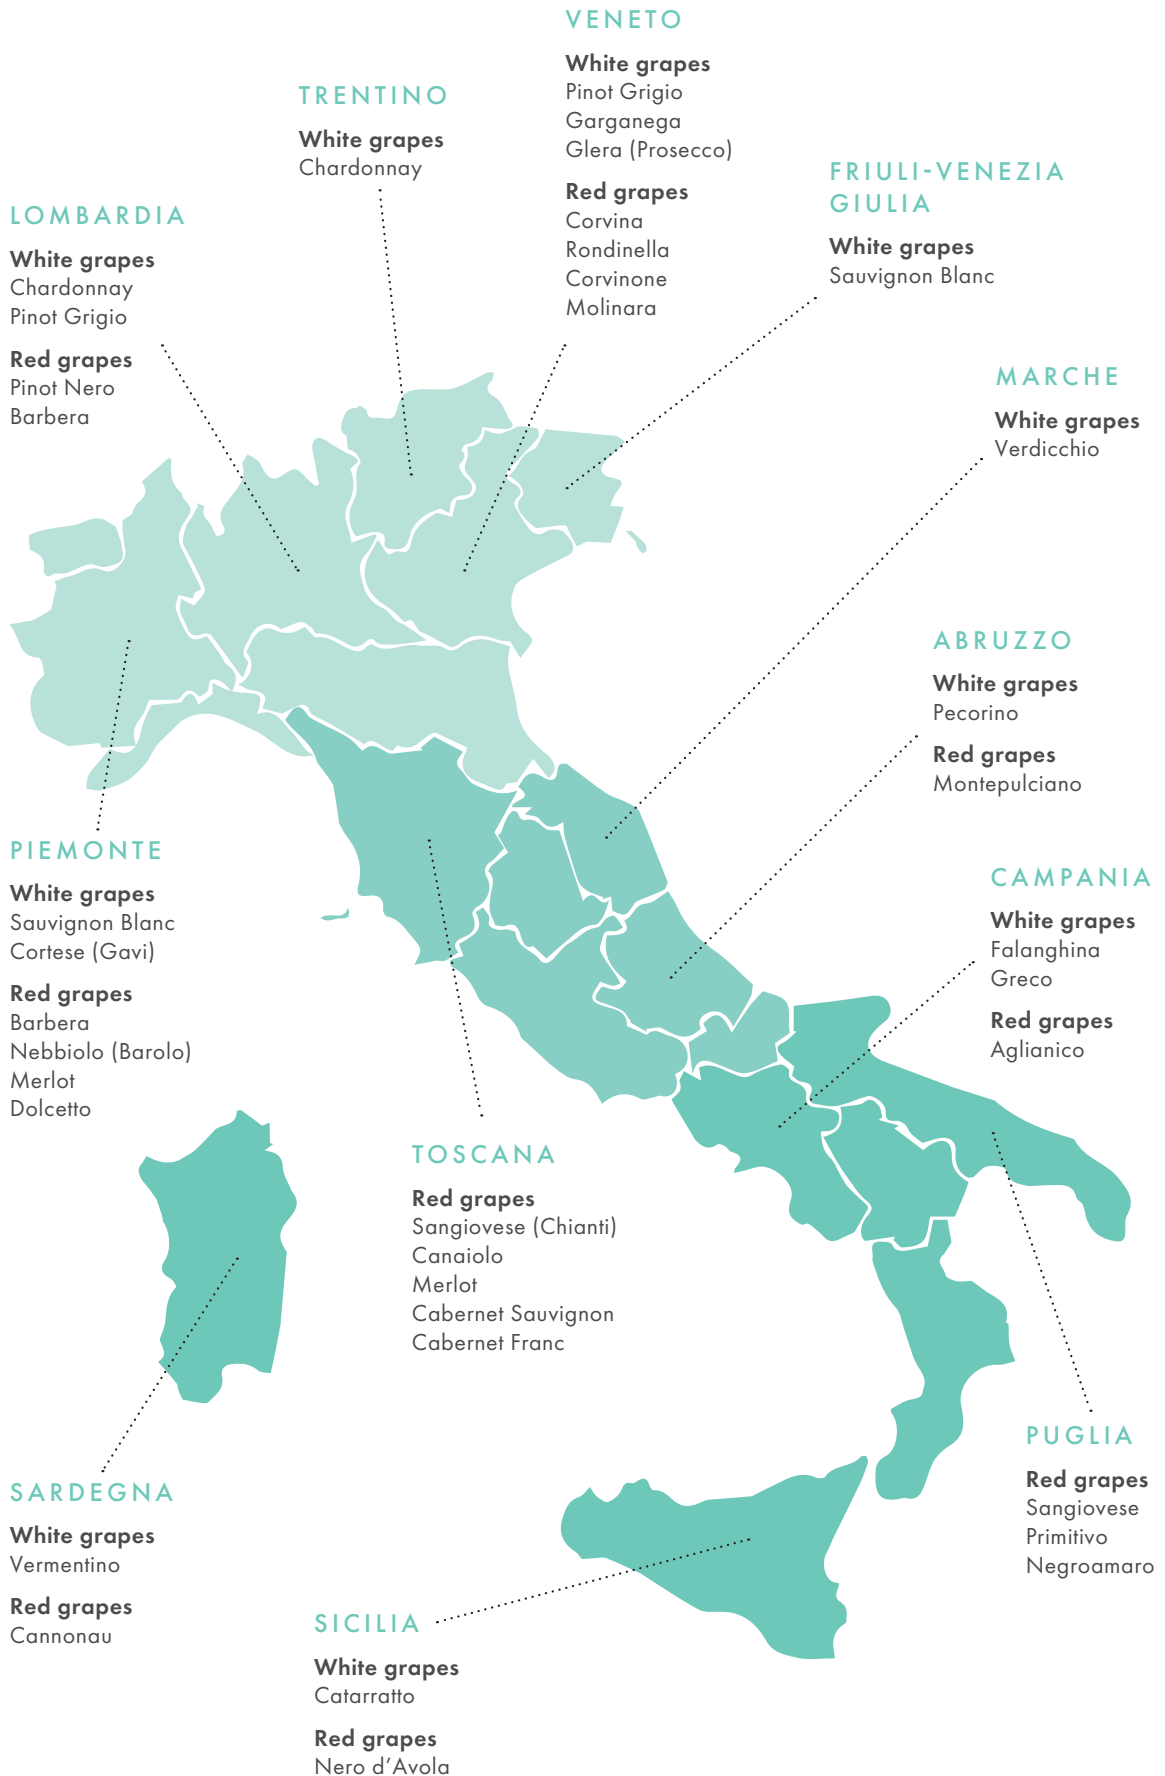 VENETO
White grapes
Pinot Grigio
Garganega
Glera (Prosecco)
Red grapes
Corvina
Rondinella
Corvinone
Molinara
TRENTINO
White grapes
Chardonnay
FRIULI-VENEZIA
GIULIA
White grapes
Sauvignon Blanc
LOMBARDIA
White grapes
Chardonnay
Pinot Grigio
Red grapes
Pinot Nero
Barbera
MARCHE
White grapes
Verdicchio
ABRUZZO
White grapes
Pecorino
Red grapes
Montepulciano
PIEMONTE
White grapes
Sauvignon Blanc
Cortese (Gavi)
Red grapes
Barbera
Nebbiolo (Barolo)
Merlot
Dolcetto
CAMPANIA
White grapes
Falanghina
Greco
Red grapes
Aglianico
TOSCANA
Red grapes
Sangiovese (Chianti)
Canaiolo
Merlot
Cabernet Sauvignon
Cabernet Franc
PUGLIA
Red grapes
Sangiovese
Primitivo
Negroamaro
SARDEGNA
White grapes
Vermentino
Red grapes
Cannonau
SICILIA
White grapes
Catarratto
Red grapes
Nero d’Avola